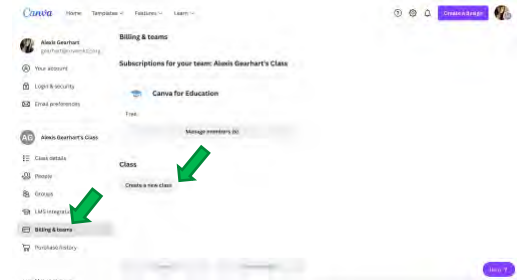 Canva Home Templates Features Learn Create a design
Billing & teams
Alexis Gearhart
Subscriptions for your team: Alexis Gearhart's Class
Your account
Login & security
Canva for Education
Email preferences
Free
Manage members
AG Alexis Gearhart's Class
Class details
Class
People
Create a new class
Groups
LMS integrat
Billing & teams
Purchase history